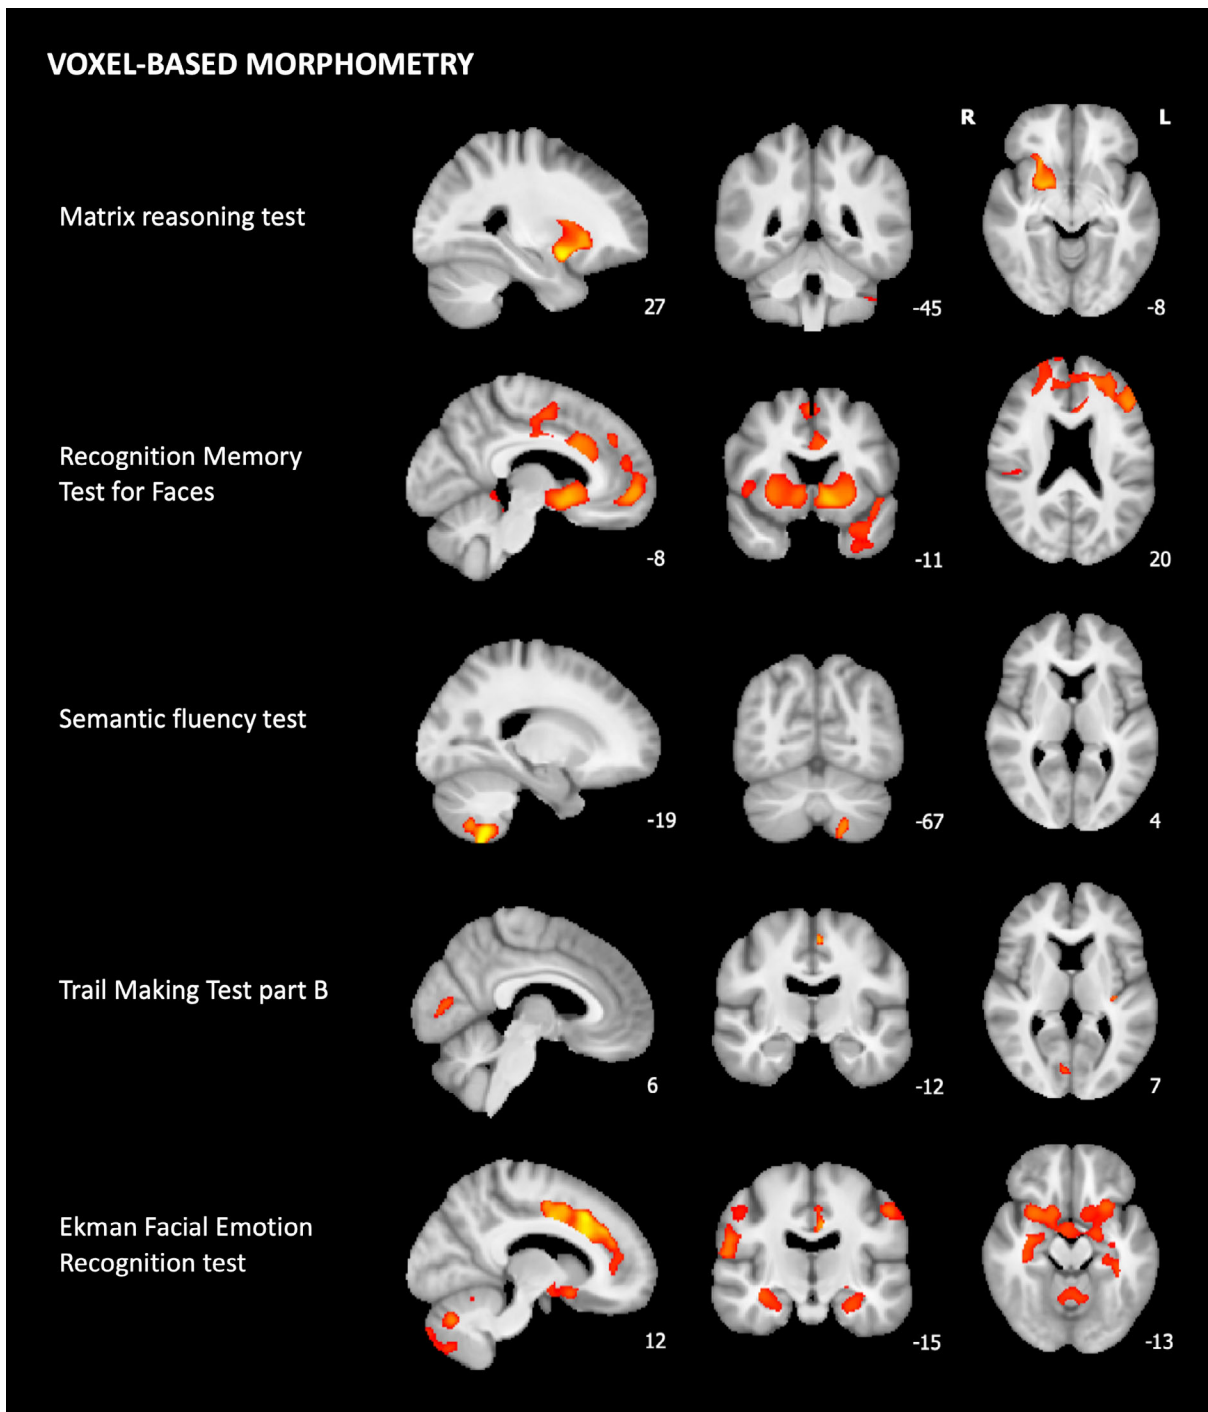 VOXEL-BASED MORPHOMETRY
R L
Matrix reasoning test
27 -45 -8
Recognition Memory
Test for Faces
-8 -11 20
Semantic fluency test
-19 -67 4
Trail Making Test part B
6 -12 7
Ekman Facial Emotion
Recognition test
12 -15 -13